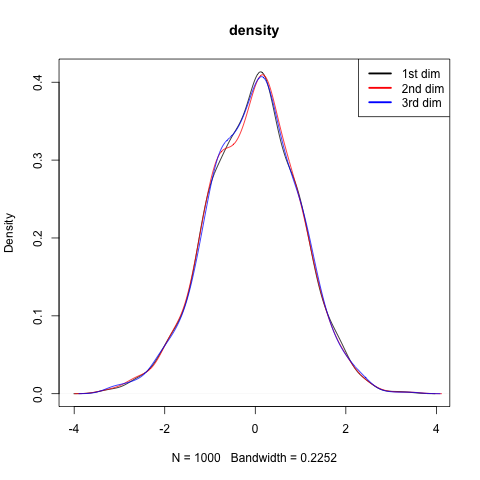 density
1st dim
2nd dim
3rd dim
Density
0.0
0.1
0.2
0.3
0.4
-4
-2
0
2
4
N = 1000 Bandwidth = 0.2252